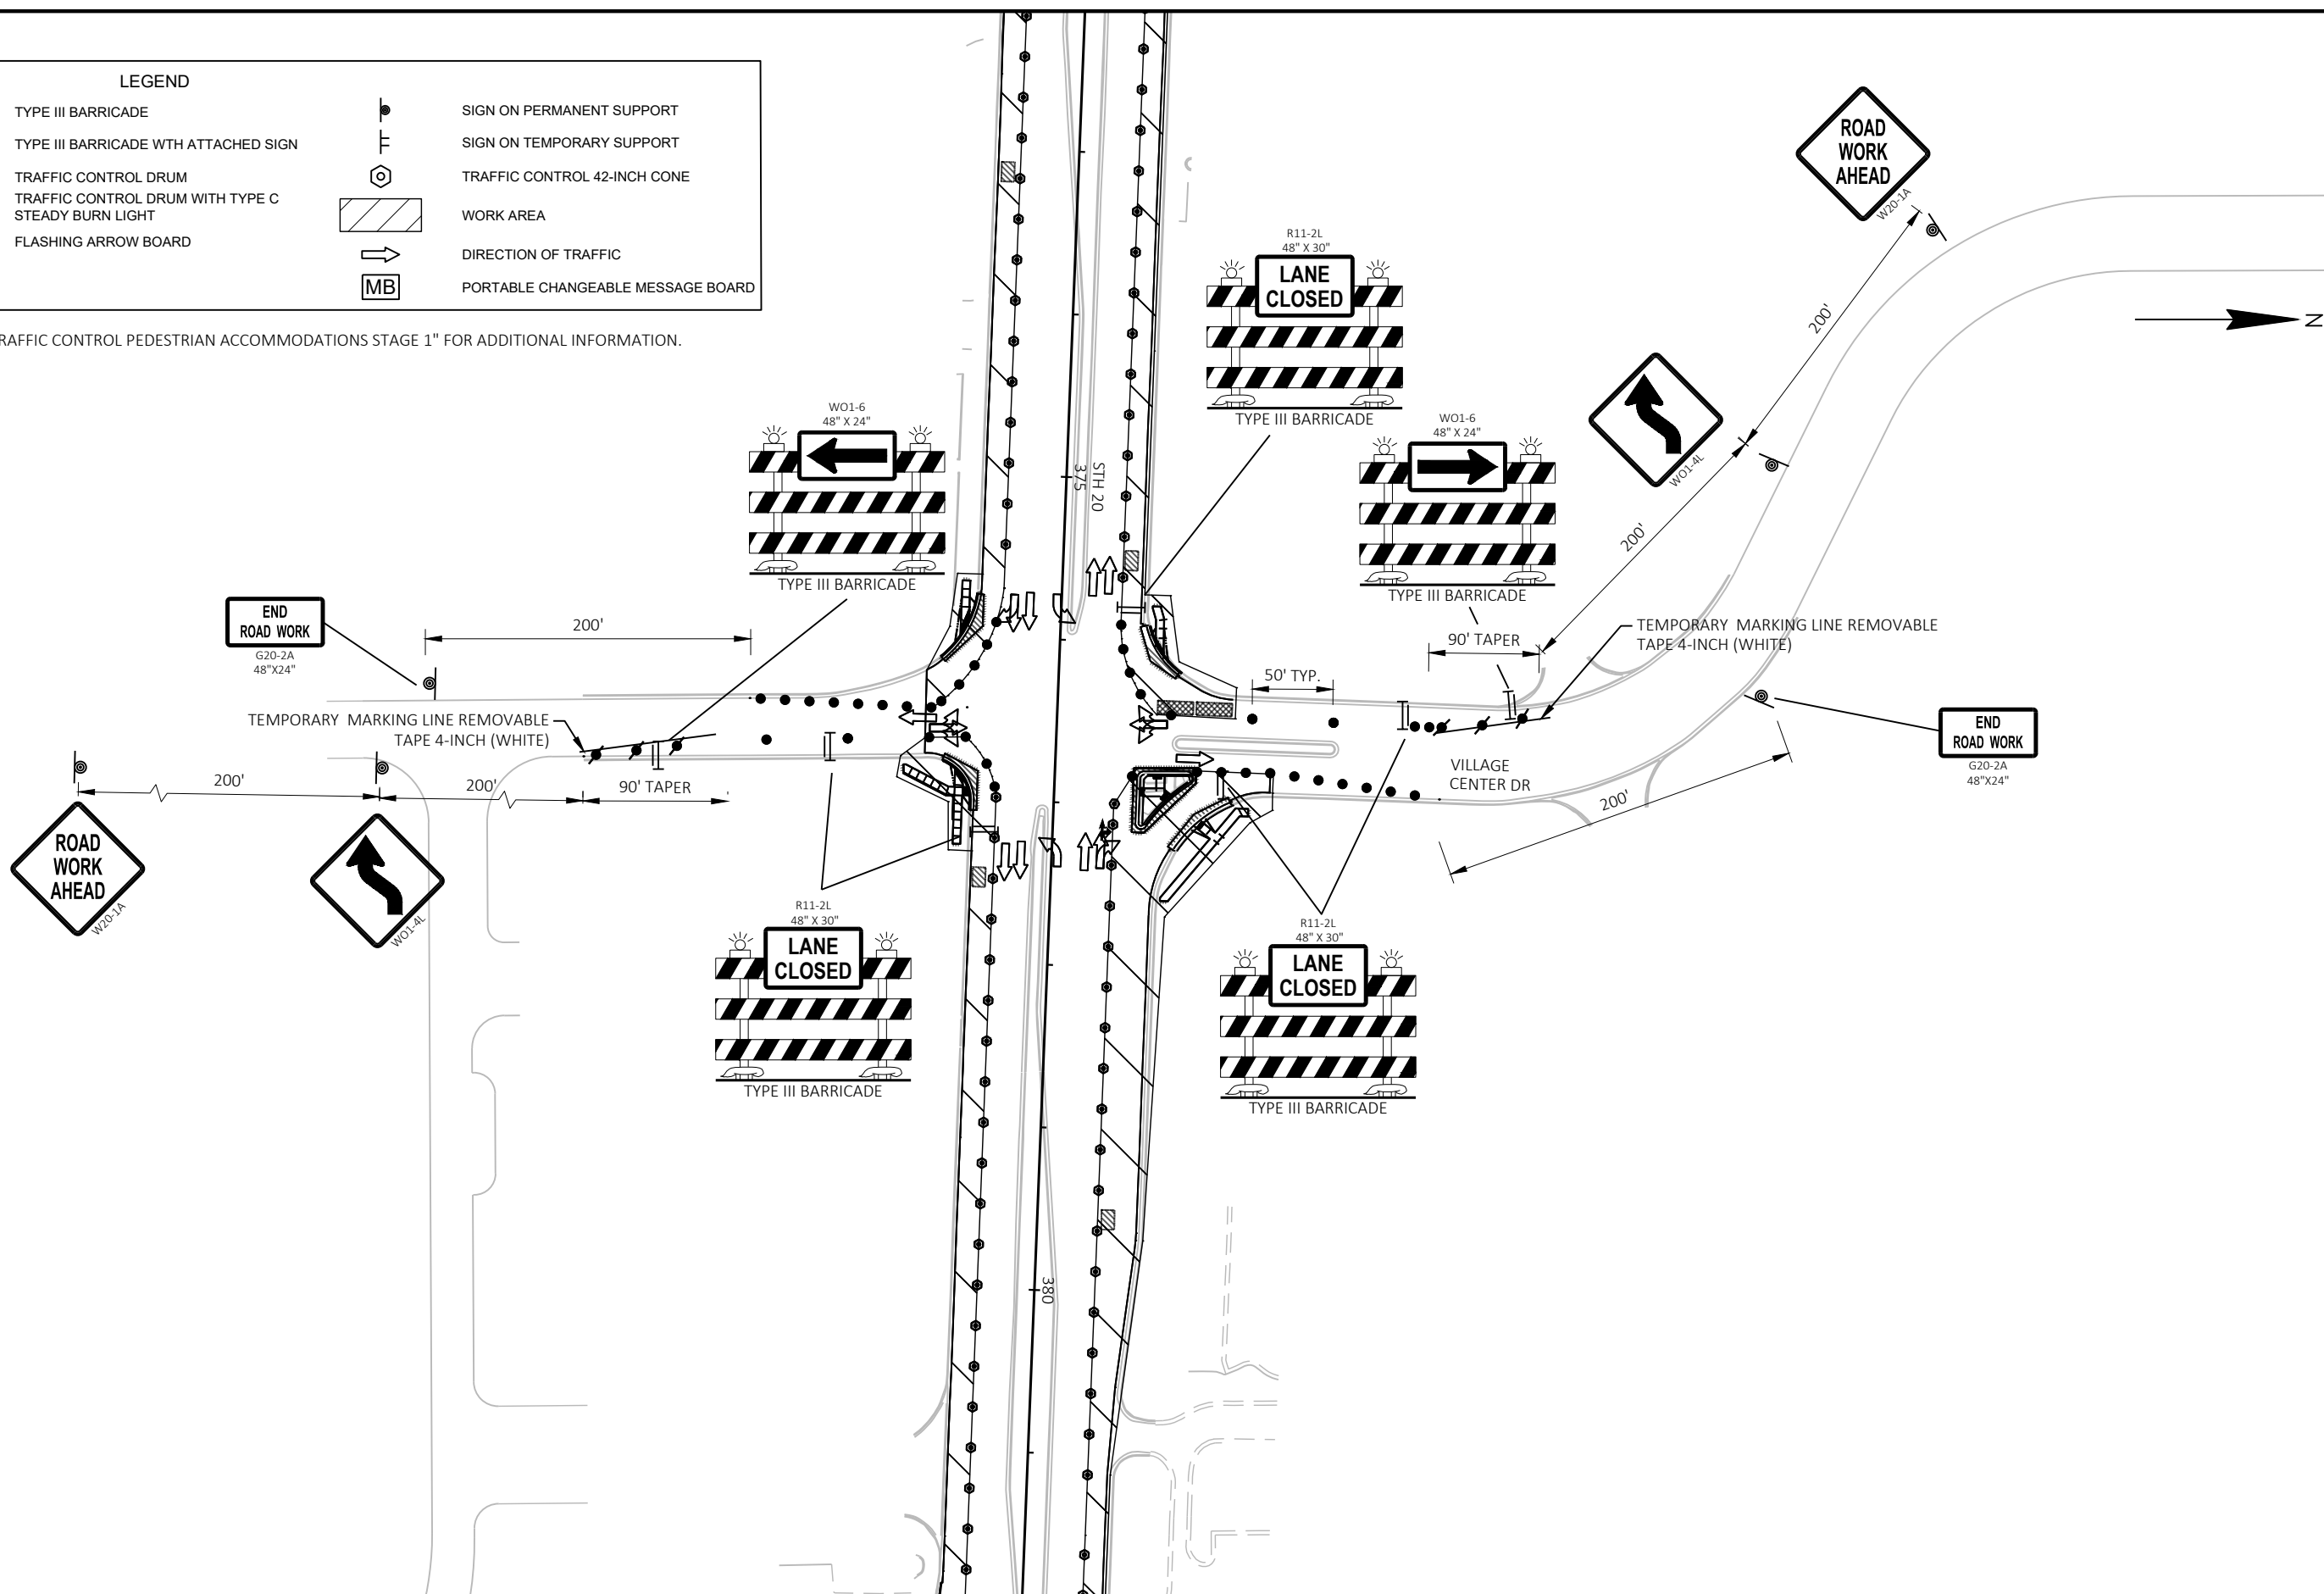 LEGEND
TYPE III BARRICADE
TYPE III BARRICADE WTH ATTACHED SIGN
TRAFFIC CONTROL DRUM
TRAFFIC CONTROL DRUM WITH TYPE C
STEADY BURN LIGHT
FLASHING ARROW BOARD
SIGN ON PERMANENT SUPPORT
SIGN ON TEMPORARY SUPPORT
TRAFFIC CONTROL 42-INCH CONE
WORK AREA
DIRECTION OF TRAFFIC
MB
PORTABLE CHANGEABLE MESSAGE BOARD
RAFFIC CONTROL PEDESTRIAN ACCOMMODATIONS STAGE 1" FOR ADDITIONAL INFORMATION.
ROAD
WORK
AHEAD
W20-1A
200'
N
R11-2L
48" X 30"
LANE
CLOSED
TYPE III BARRICADE
WO1-6
48" X 24"
TYPE III BARRICADE
WO1-6
48" X 24"
TYPE III BARRICADE
WO1-4L
200'
STH 20
375
END
ROAD WORK
G20-2A
48"X24"
200'
TEMPORARY MARKING LINE REMOVABLE
TAPE 4-INCH (WHITE)
90' TAPER
50' TYP.
TEMPORARY MARKING LINE REMOVABLE
TAPE 4-INCH (WHITE)
VILLAGE
CENTER DR
200'
END
ROAD WORK
G20-2A
48"X24"
200'
200'
90' TAPER
ROAD
WORK
AHEAD
W20-1A
WO1-4L
R11-2L
48" X 30"
LANE
CLOSED
TYPE III BARRICADE
R11-2L
48" X 30"
LANE
CLOSED
TYPE III BARRICADE
380